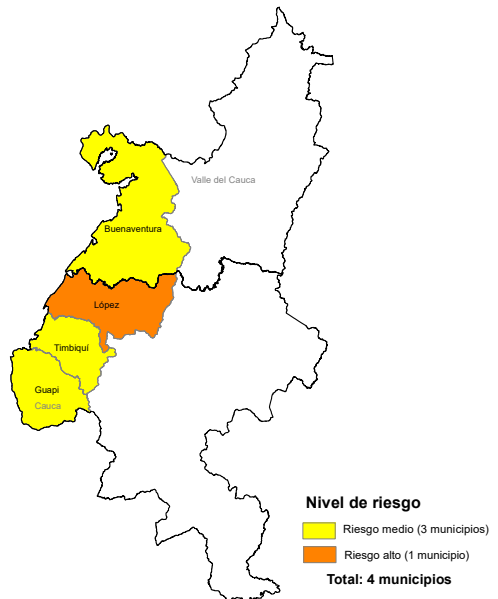 Valle del Cauca
Buenaventura
López
Timbiquí
Guapi
Cauca
Nivel de riesgo
Riesgo medio (3 municipios)
Riesgo alto (1 municipio)
Total: 4 municipios